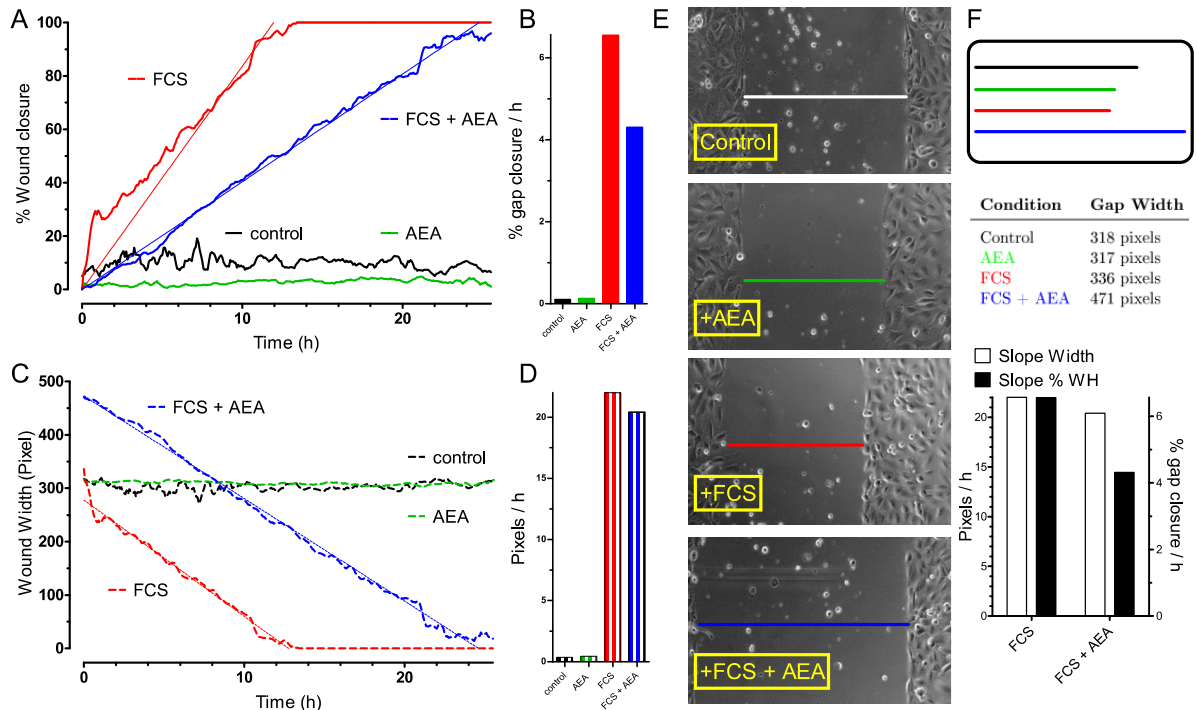 A
% Wound closure
100
80
60
40
20
0
FCS
FCS + AEA
control
AEA
0
10
20
Time (h)
B
% gap closure / h
6
4
2
0
control
AEA
FCS
FCS + AEA
C
Wound Width (Pixel)
500
400
300
200
100
0
FCS + AEA
control
AEA
FCS
0
10
20
Time (h)
D
Pixels / h
20
15
10
5
0
control
AEA
FCS
FCS + AEA
E
Control
+AEA
+FCS
+FCS + AEA
F
Condition Gap Width
Control 318 pixels
AEA 317 pixels
FCS 336 pixels
FCS + AEA 471 pixels
Slope Width
Slope % WH
Pixels / h
20
15
10
5
0
% gap closure / h
6
4
2
0
FCS
FCS + AEA